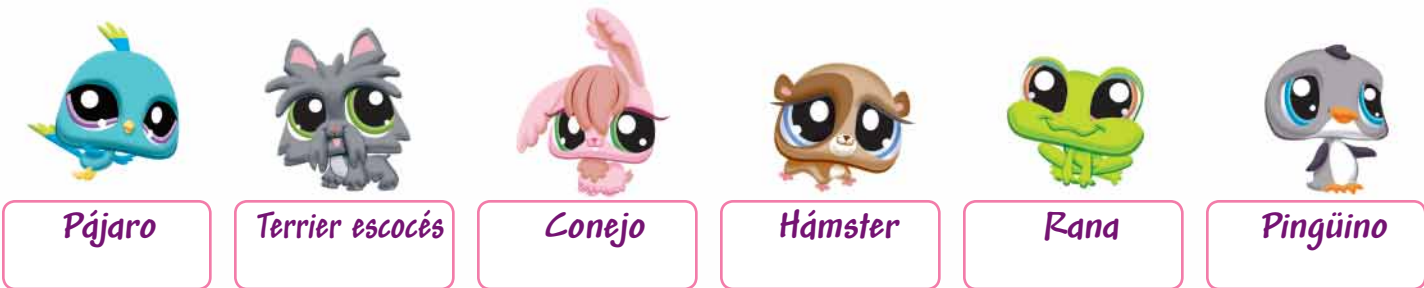 Pájaro
Terrier escocés
Conejo
Hámster
Rana
Pingüino